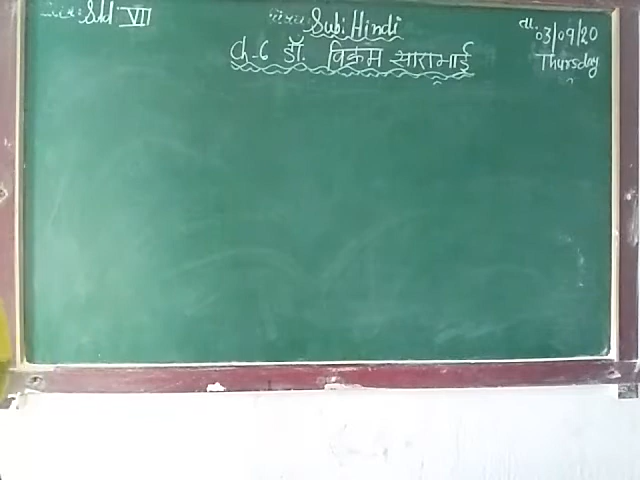 Std VII
Sub: Hindi
Ch-6 डॉ. विक्रम साराभाई
ता. 03/09/20
Thursday